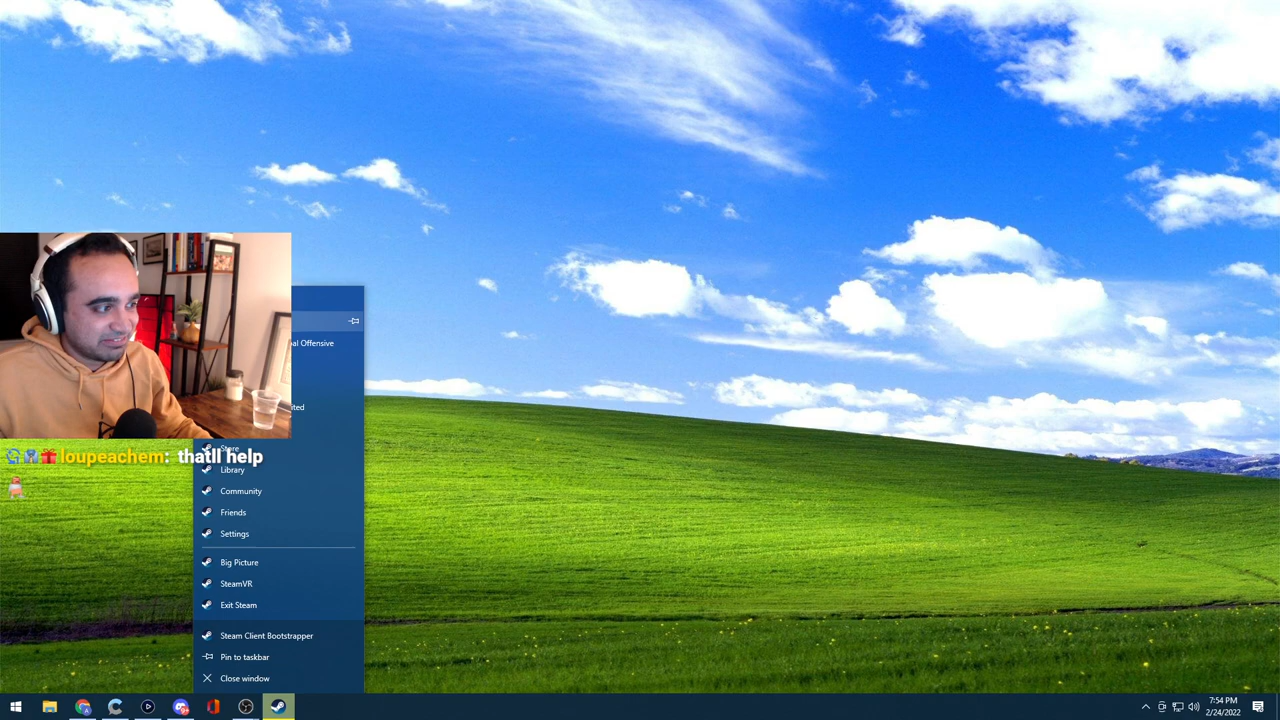 al Offensive
ited
loupeachem: thatll help
Store
Library
Community
Friends
Settings
Big Picture
SteamVR
Exit Steam
Steam Client Bootstrapper
Pin to taskbar
Close window
7:54 PM
2/24/2022